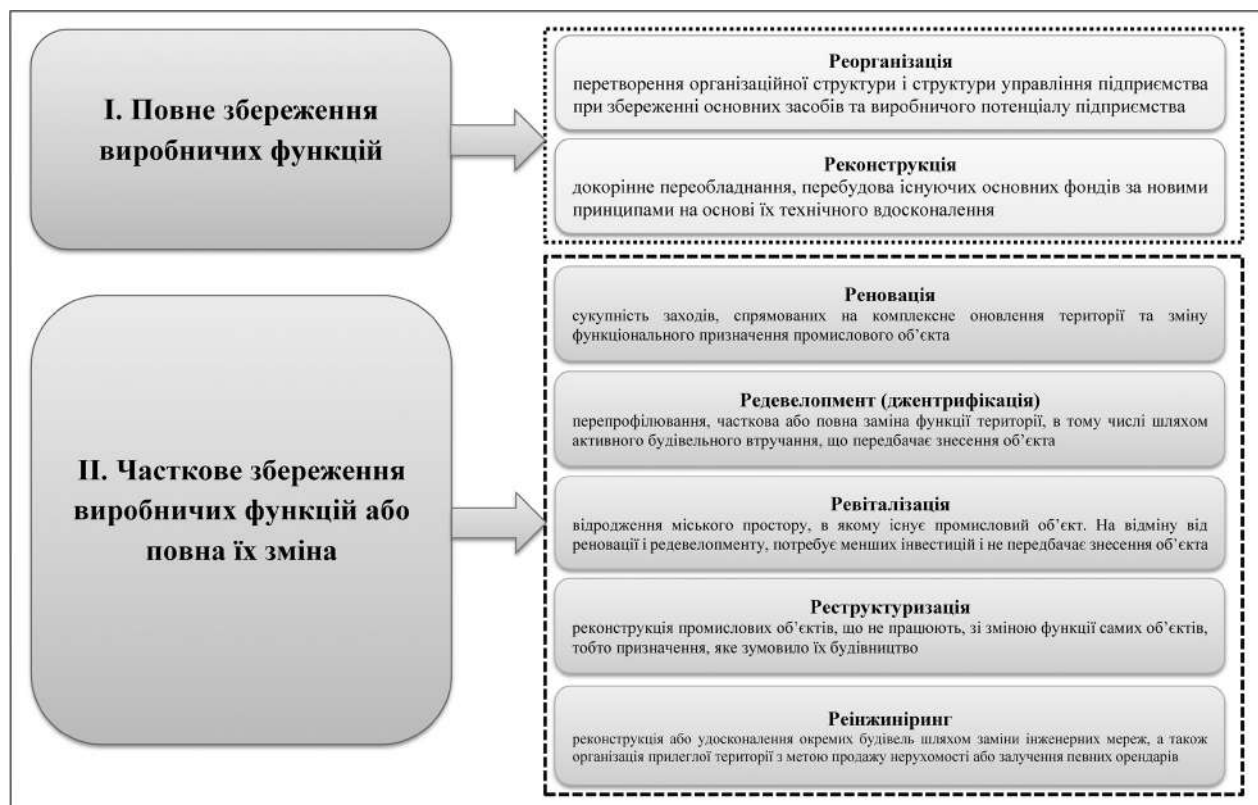 І. Повне збереження
виробничих функцій
Реорганізація
перетворення організаційної структури і структури управління підприємства
при збереженні основних засобів та виробничого потенціалу підприємства
Реконструкція
докорінне переобладнання, перебудова існуючих основних фондів за новими
принципами на основі їх технічного вдосконалення
ІІ. Часткове збереження
виробничих функцій або
повна їх зміна
Реновація
сукупність заходів, спрямованих на комплексне оновлення території та зміну
функціонального призначення промислового об’єкта
Редевелопмент (джентрифікація)
перепрофілювання, часткова або повна заміна функції території, в тому числі шляхом
активного будівельного втручання, що передбачає знесення об’єкта
Ревіталізація
відродження міського простору, в якому існує промисловий об’єкт. На відміну від
реновації і редевелопменту, потребує менших інвестицій і не передбачає знесення об’єкта
Реструктуризація
реконструкція промислових об’єктів, що не працюють, зі зміною функції самих об’єктів,
тобто призначення, яке зумовило їх будівництво
Реінжиніринг
реконструкція або удосконалення окремих будівель шляхом заміни інженерних мереж, а також
організація прилеглої території з метою продажу нерухомості або залучення певних орендарів